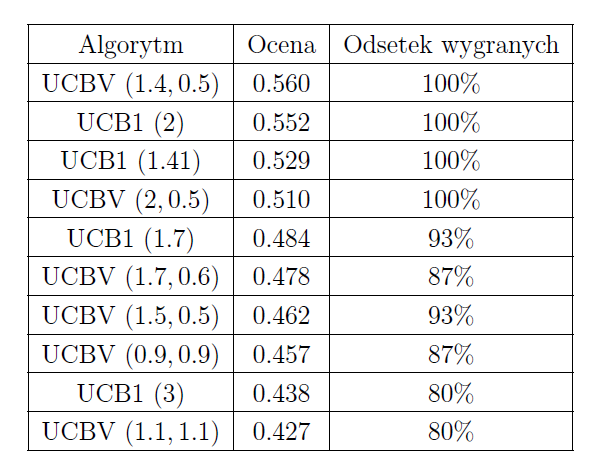 Algorytm Ocena Odsetek wygranych
UCBV (1.4, 0.5) 0.560 100%
UCB1 (2) 0.552 100%
UCB1 (1.41) 0.529 100%
UCBV (2, 0.5) 0.510 100%
UCB1 (1.7) 0.484 93%
UCBV (1.7, 0.6) 0.478 87%
UCBV (1.5, 0.5) 0.462 93%
UCBV (0.9, 0.9) 0.457 87%
UCB1 (3) 0.438 80%
UCBV (1.1, 1.1) 0.427 80%